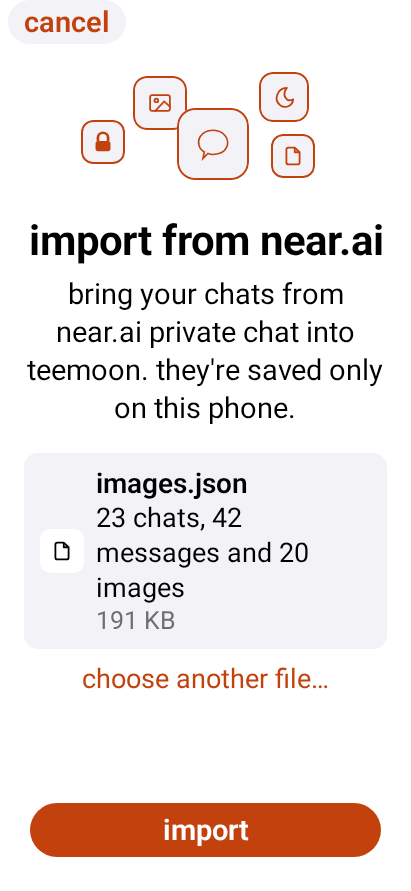 cancel
import from near.ai
bring your chats from
near.ai private chat into
teemoon. they're saved only
on this phone.
images.json
23 chats, 42
messages and 20
images
191 KB
choose another file…
import